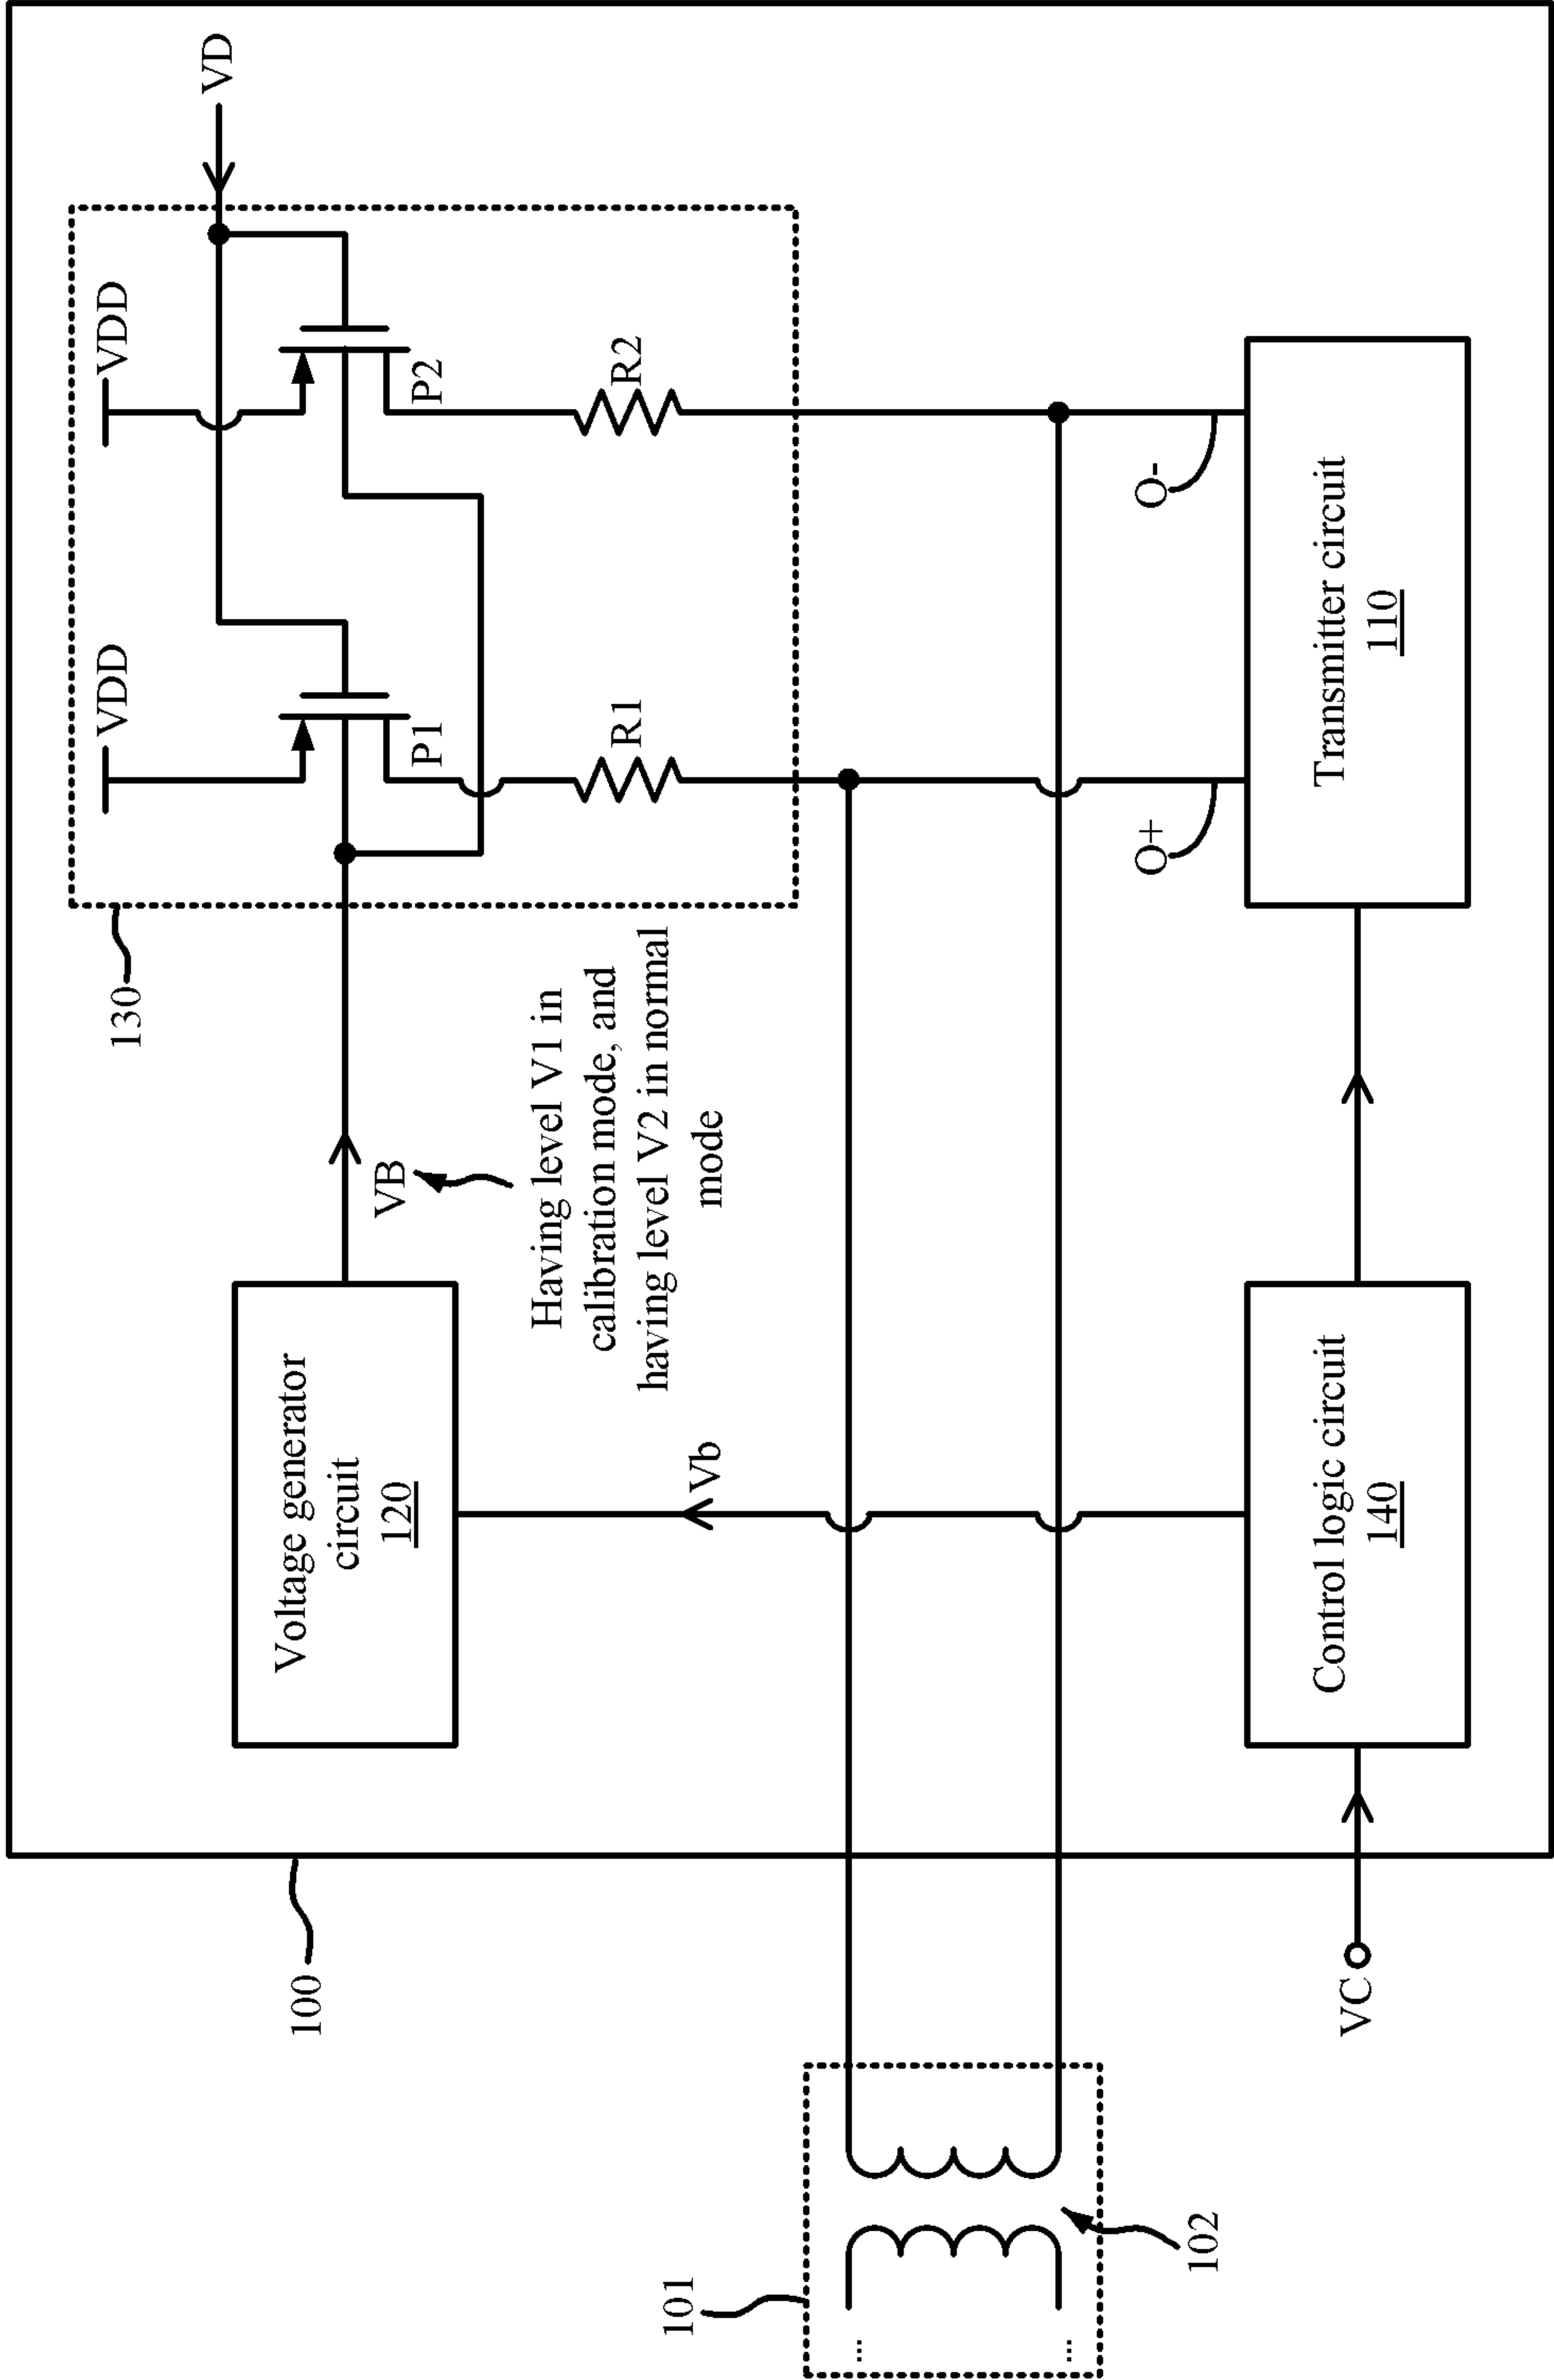 100
130
VDD
VDD
VD
Voltage generator
circuit
120
VB
P1
P2
Having level V1 in
calibration mode, and
having level V2 in normal
mode
R1
R2
Vb
101
...
...
102
O+
O-
VC
Control logic circuit
140
Transmitter circuit
110